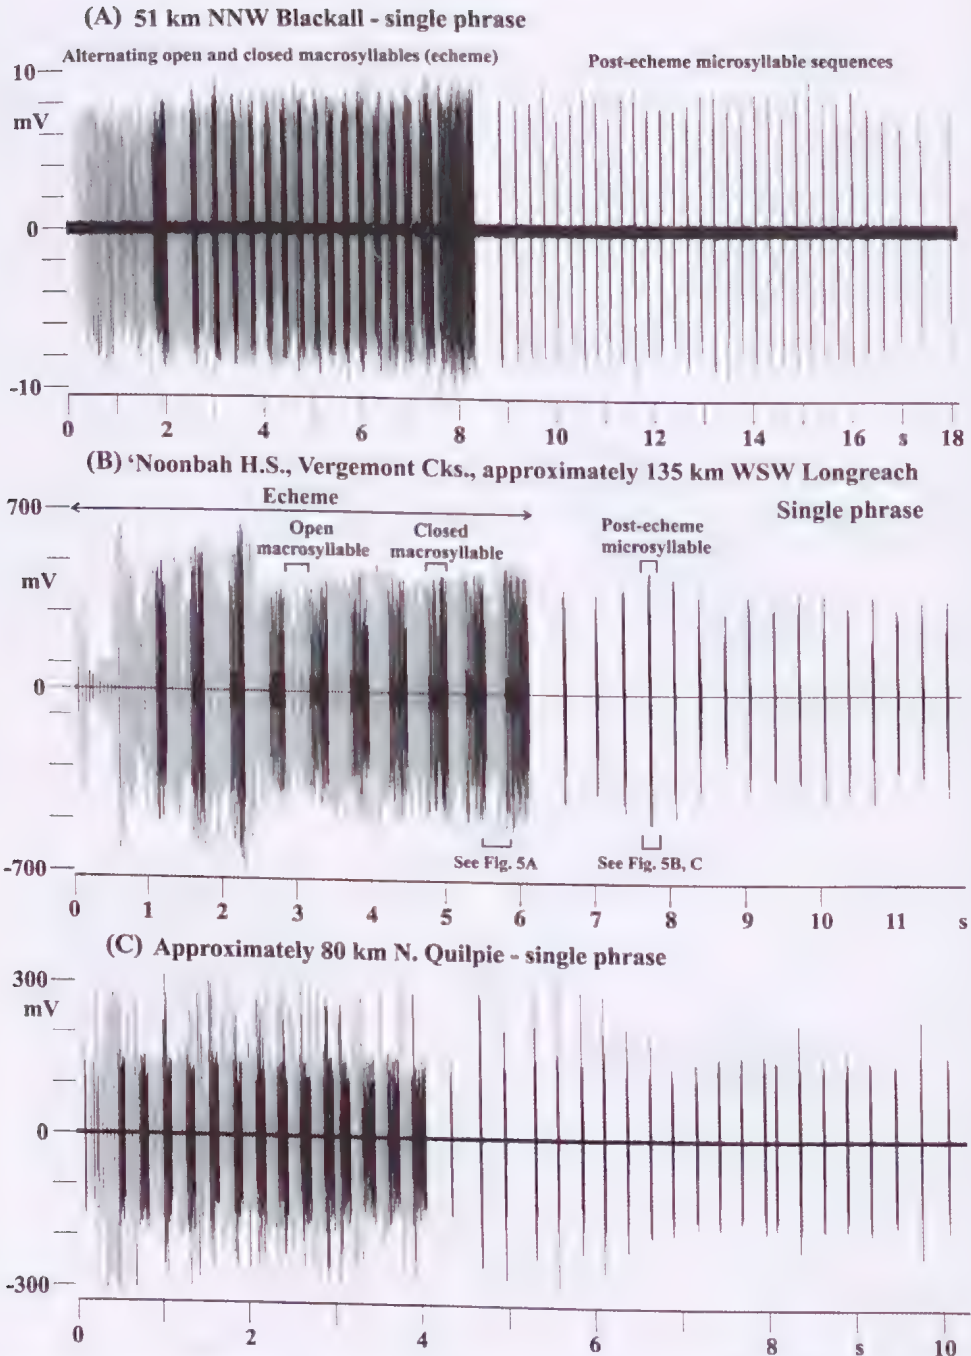 (A) 51 km NNW Blackall - single phrase
Alternating open and closed macrosyllables (echeme)
Post-echeme microsyllable sequences
10
mV
0
-10
0 2 4 6 8 10 12 14 16 s 18
(B) ‘Noonbah H.S., Vergemont Cks., approximately 135 km WSW Longreach
Echeme
Single phrase
700
Open
macrosyllable
Closed
macrosyllable
Post-echeme
microsyllable
mV
0
-700
See Fig. 5A
See Fig. 5B, C
0 1 2 3 4 5 6 7 8 9 10 11 s
(C) Approximately 80 km N. Quilpie - single phrase
300
mV
0
-300
0 2 4 6 8 s 10